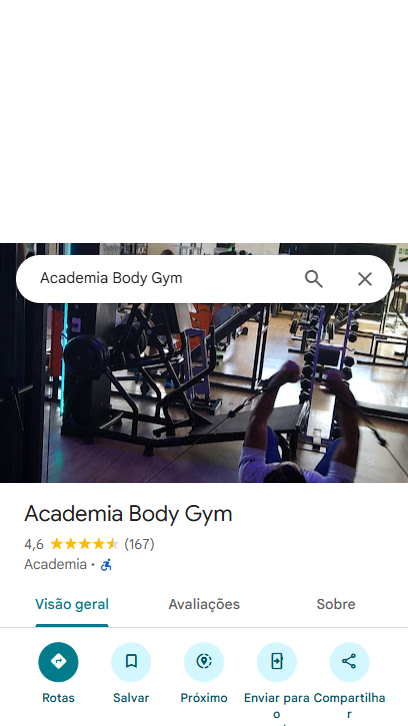 Academia Body Gym
Academia Body Gym
4,6 (167)
Academia ·
Visão geral Avaliações Sobre
Rotas Salvar Próximo Enviar para Compartilha
o r